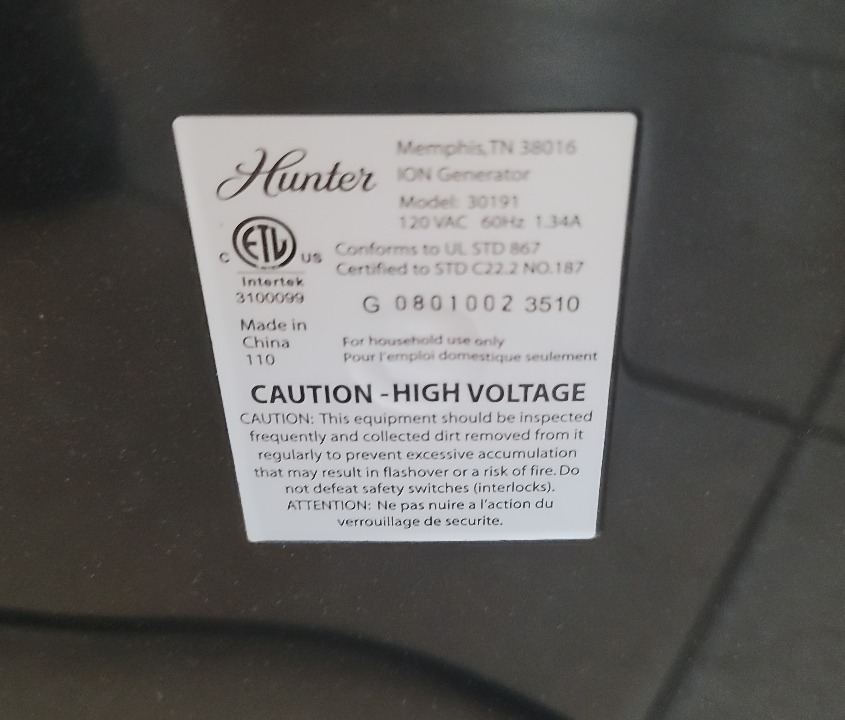 Hunter
Memphis, TN 38016
ION Generator
Model: 30191
120 VAC 60Hz 1.34A
C ETL US
Intertek
3100099
Conforms to UL STD 867
Certified to STD C22.2 NO.187
G 0801002 3510
Made in
China
110
For household use only
Pour l'emploi domestique seulement
CAUTION - HIGH VOLTAGE
CAUTION: This equipment should be inspected
frequently and collected dirt removed from it
regularly to prevent excessive accumulation
that may result in flashover or a risk of fire. Do
not defeat safety switches (interlocks).
ATTENTION: Ne pas nuire a l'action du
verrouillage de securite.